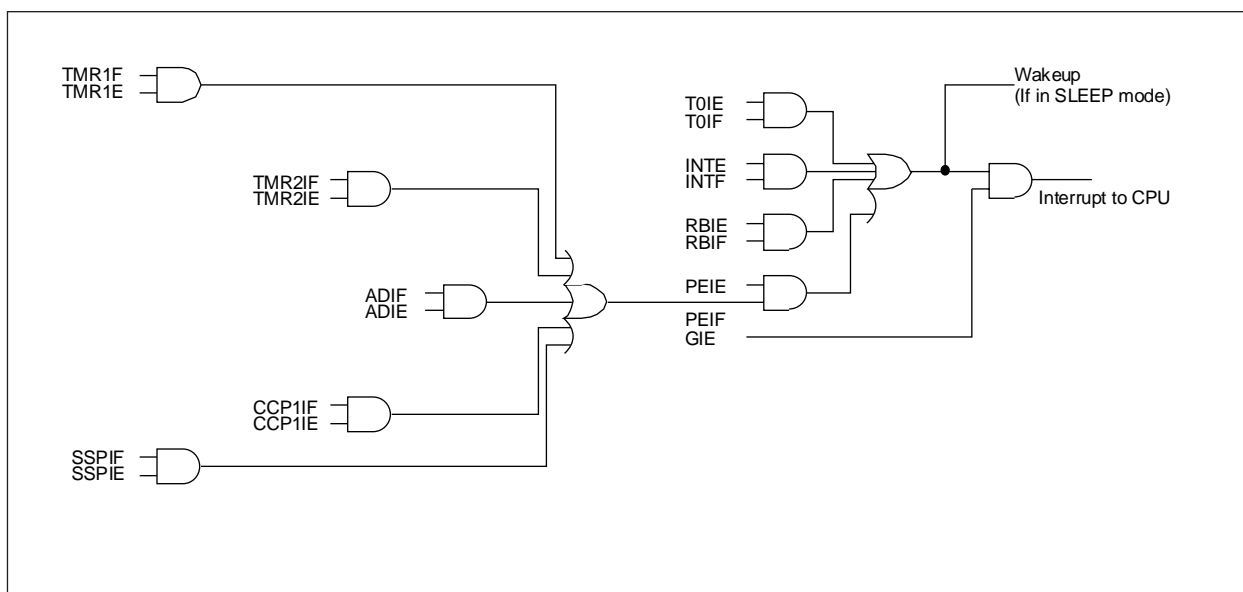 TMR1F
TMR1E
TMR2IF
TMR2IE
ADIF
ADIE
CCP1IF
CCP1IE
SSPIF
SSPIE
T0IE
T0IF
INTE
INTF
RBIE
RBIF
PEIE
PEIF
GIE
Wakeup
(If in SLEEP mode)
Interrupt to CPU